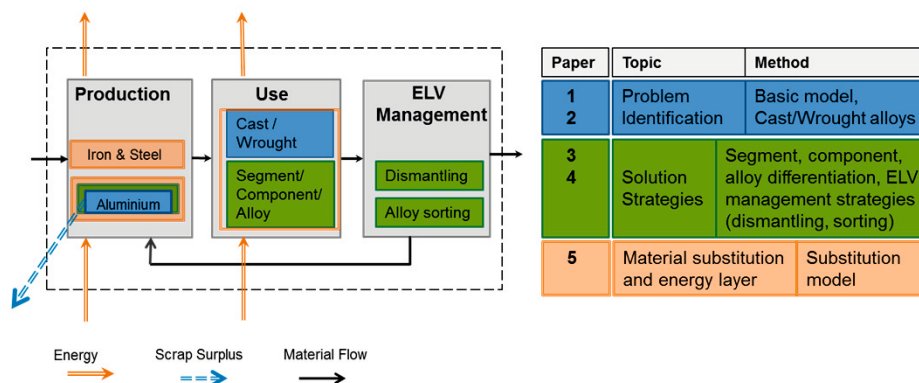 Production
Iron & Steel
Aluminium
Use
Cast /
Wrought
Segment/
Component/
Alloy
ELV
Management
Dismantling
Alloy sorting
Energy
Scrap Surplus
Material Flow
Paper
Topic
Method
1
2
Problem
Identification
Basic model,
Cast/Wrought alloys
3
4
Solution
Strategies
Segment, component,
alloy differentiation, ELV
management strategies
(dismantling, sorting)
5
Material substitution
and energy layer
Substitution
model